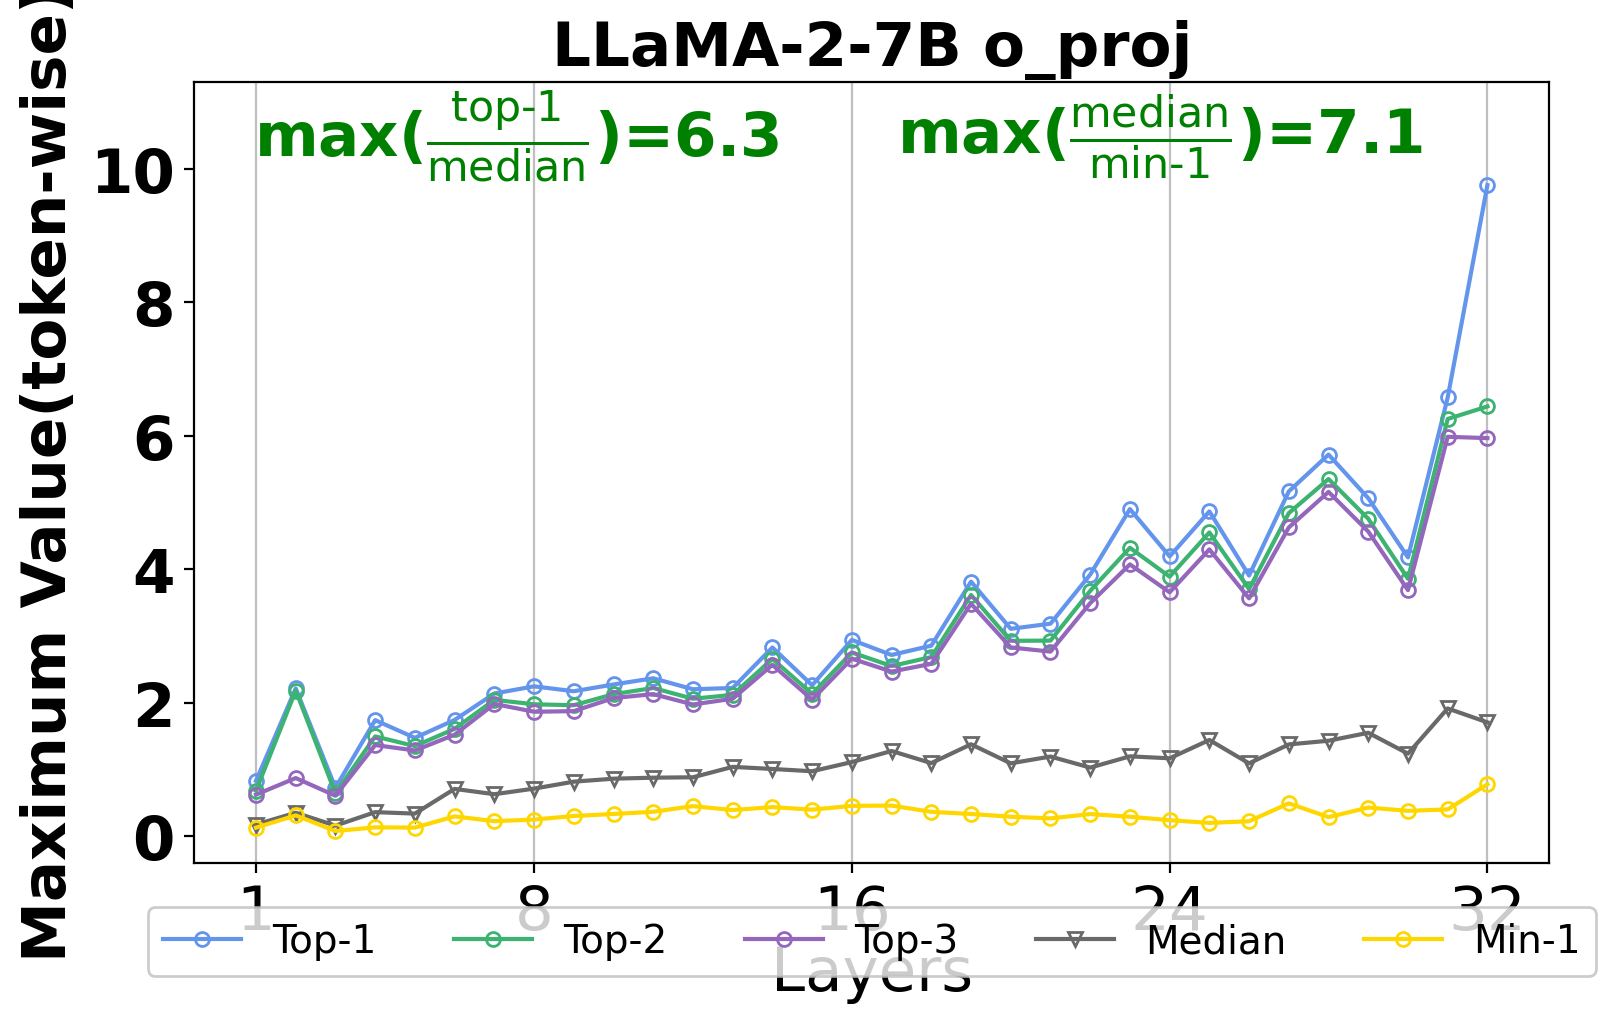 LLaMA-2-7B o_proj
max(top-1/median)=6.3
max(median/min-1)=7.1
Maximum Value(token-wise)
10
8
6
4
2
0
1 8 16 24 32
Layers
Top-1 Top-2 Top-3 Median Min-1